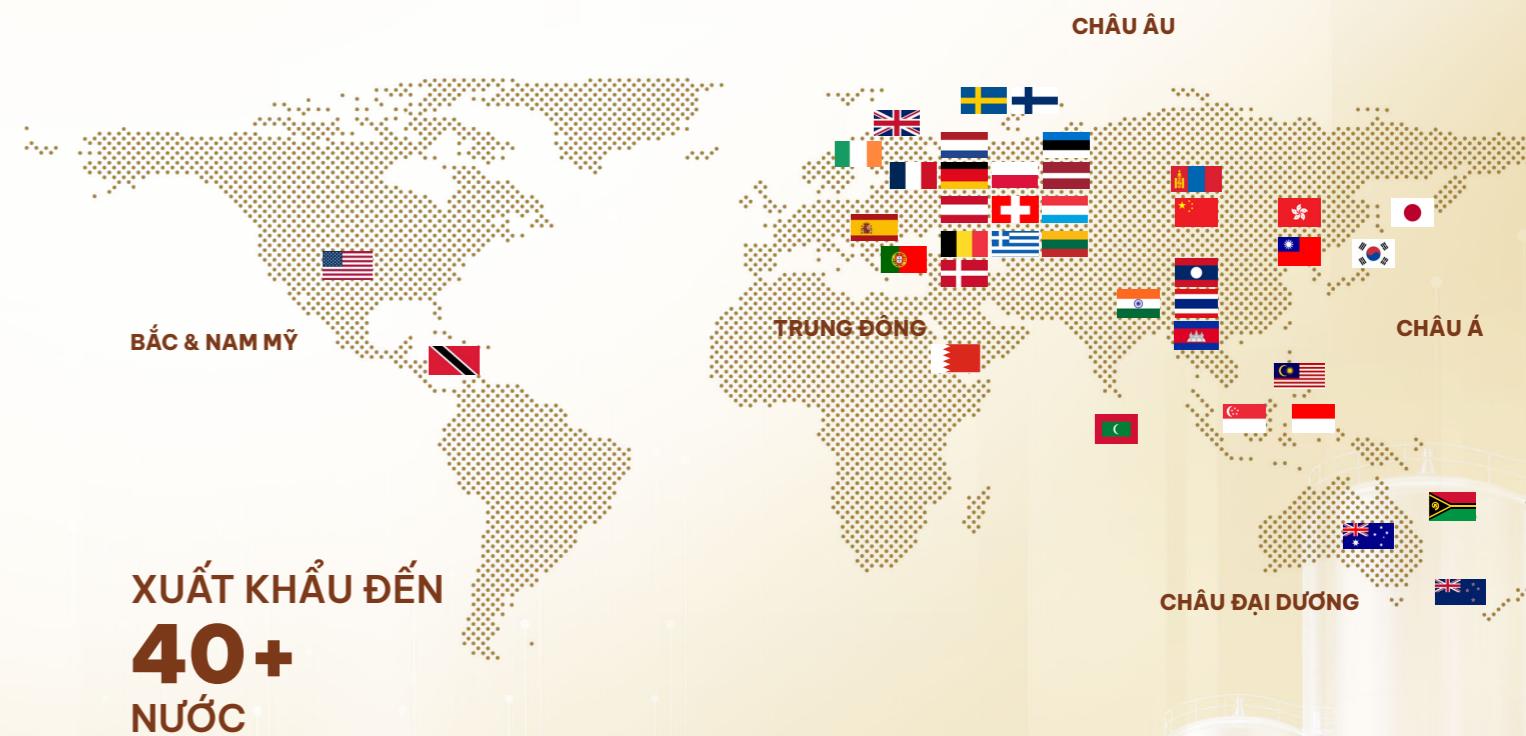 CHÂU ÂU
TRUNG ĐÔNG
CHÂU Á
BẮC & NAM MỸ
XUẤT KHẨU ĐẾN
40+
NƯỚC
CHÂU ĐẠI DƯƠNG